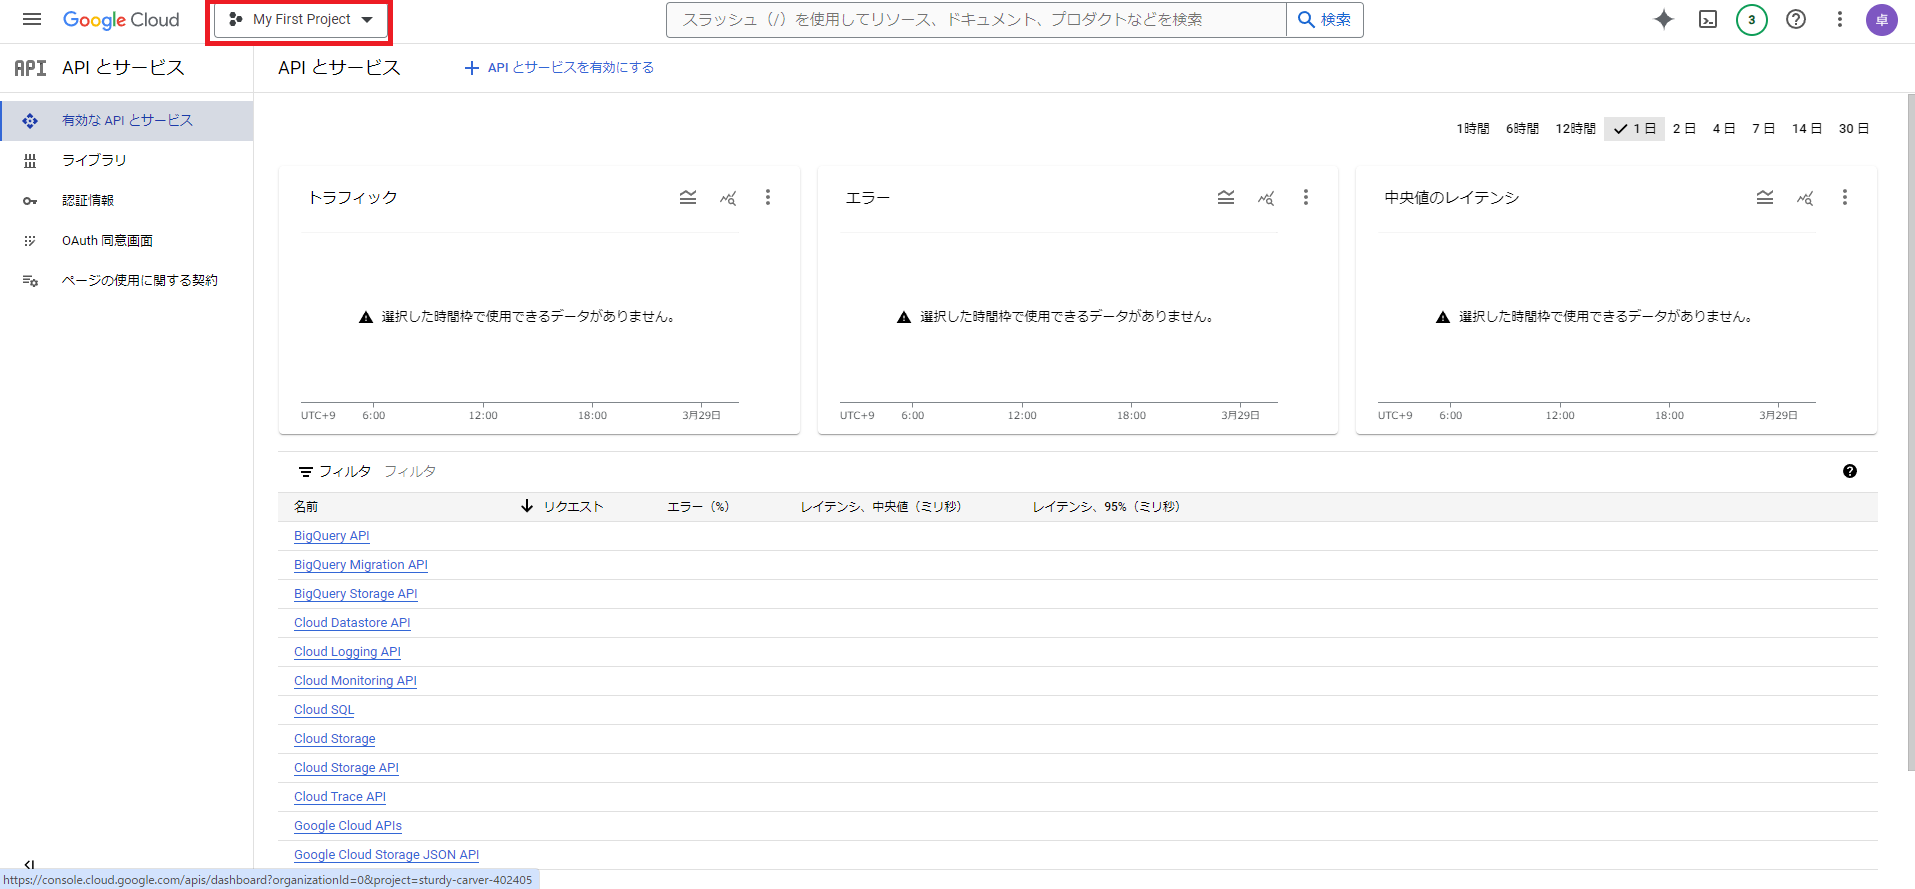 Google Cloud
My First Project
スラッシュ（/）を使用してリソース、ドキュメント、プロダクトなどを検索
検索
3
卓
API API とサービス
API とサービス
API とサービスを有効にする
有効な API とサービス
ライブラリ
認証情報
OAuth 同意画面
ページの使用に関する契約
1時間 6時間 12時間 1 日 2 日 4 日 7 日 14 日 30 日
トラフィック
選択した時間枠で使用できるデータがありません。
UTC+9 6:00 12:00 18:00 3月29日
エラー
選択した時間枠で使用できるデータがありません。
UTC+9 6:00 12:00 18:00 3月29日
中央値のレイテンシ
選択した時間枠で使用できるデータがありません。
UTC+9 6:00 12:00 18:00 3月29日
フィルタ フィルタ
名前 リクエスト エラー（%） レイテンシ、中央値（ミリ秒） レイテンシ、95%（ミリ秒）
BigQuery API
BigQuery Migration API
BigQuery Storage API
Cloud Datastore API
Cloud Logging API
Cloud Monitoring API
Cloud SQL
Cloud Storage
Cloud Storage API
Cloud Trace API
Google Cloud APIs
Google Cloud Storage JSON API
https://console.cloud.google.com/apis/dashboard?organizationId=0&project=sturdy-carver-402405